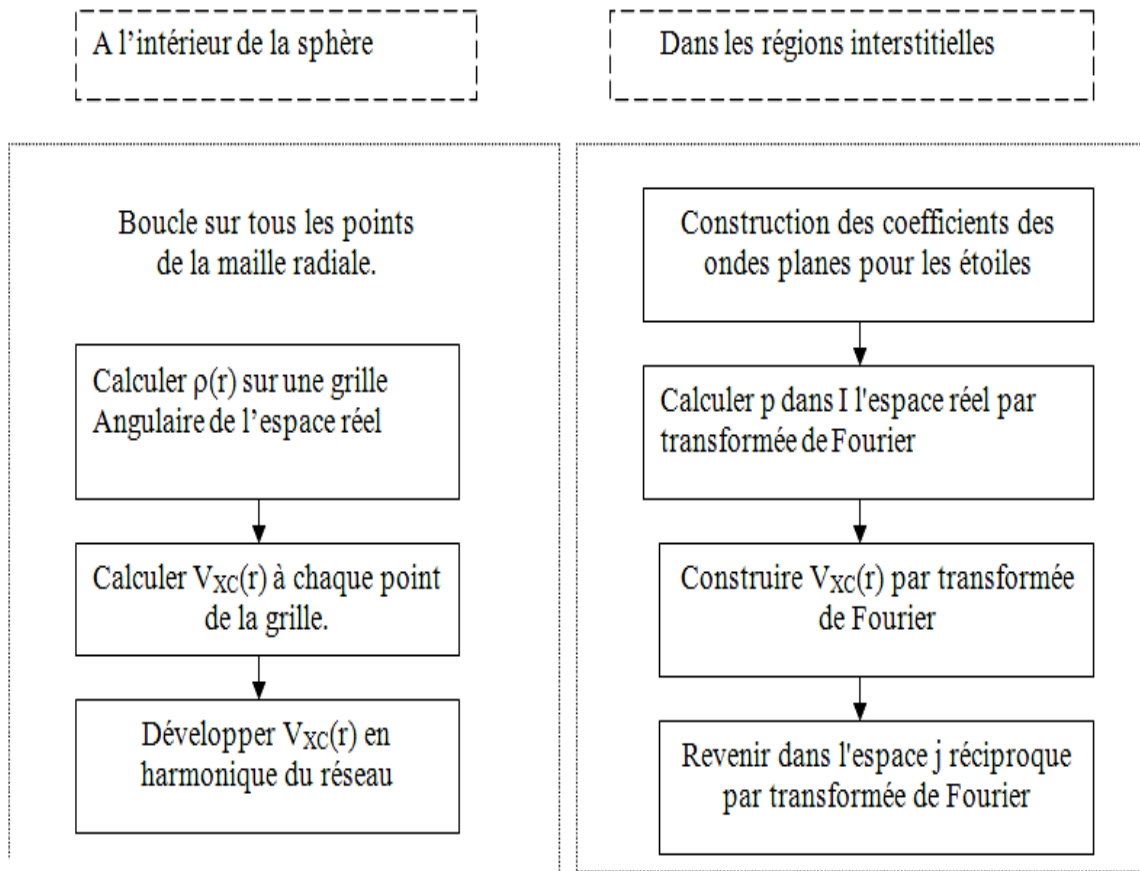 A l'intérieur de la sphère
Dans les régions interstitielles
Boucle sur tous les points
de la maille radiale.
Calculer ρ(r) sur une grille
Angulaire de l'espace réel
Calculer VXC(r) à chaque point
de la grille.
Développer VXC(r) en
harmonique du réseau
Construction des coefficients des
ondes planes pour les étoiles
Calculer p dans I l'espace réel par
transformée de Fourier
Construire VXC(r) par transformée
de Fourier
Revenir dans l'espace j réciproque
par transformée de Fourier